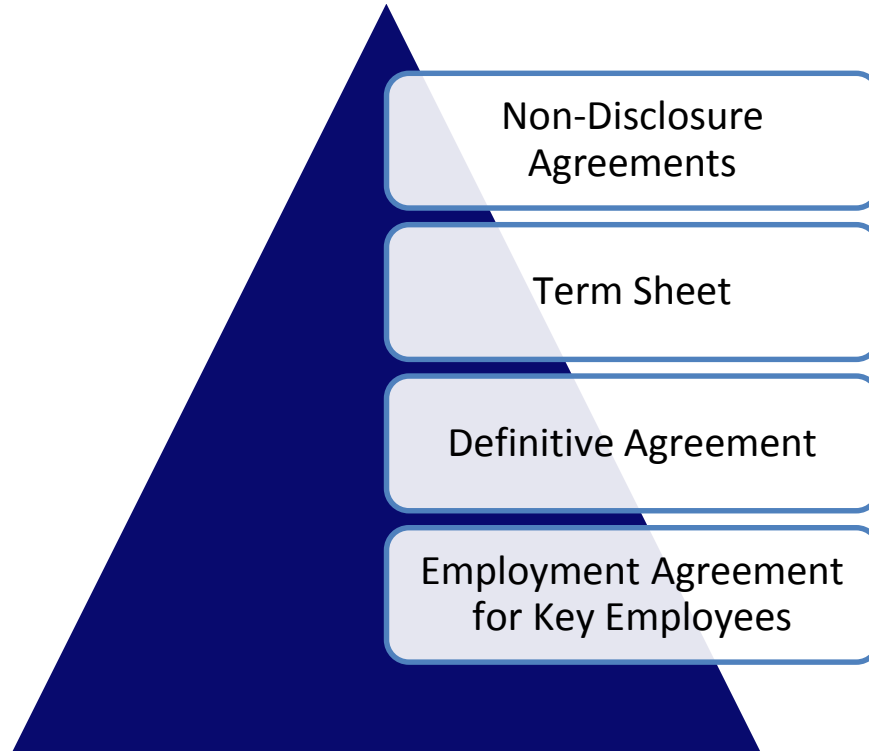 Non-Disclosure
Agreements
Term Sheet
Definitive Agreement
Employment Agreement
for Key Employees